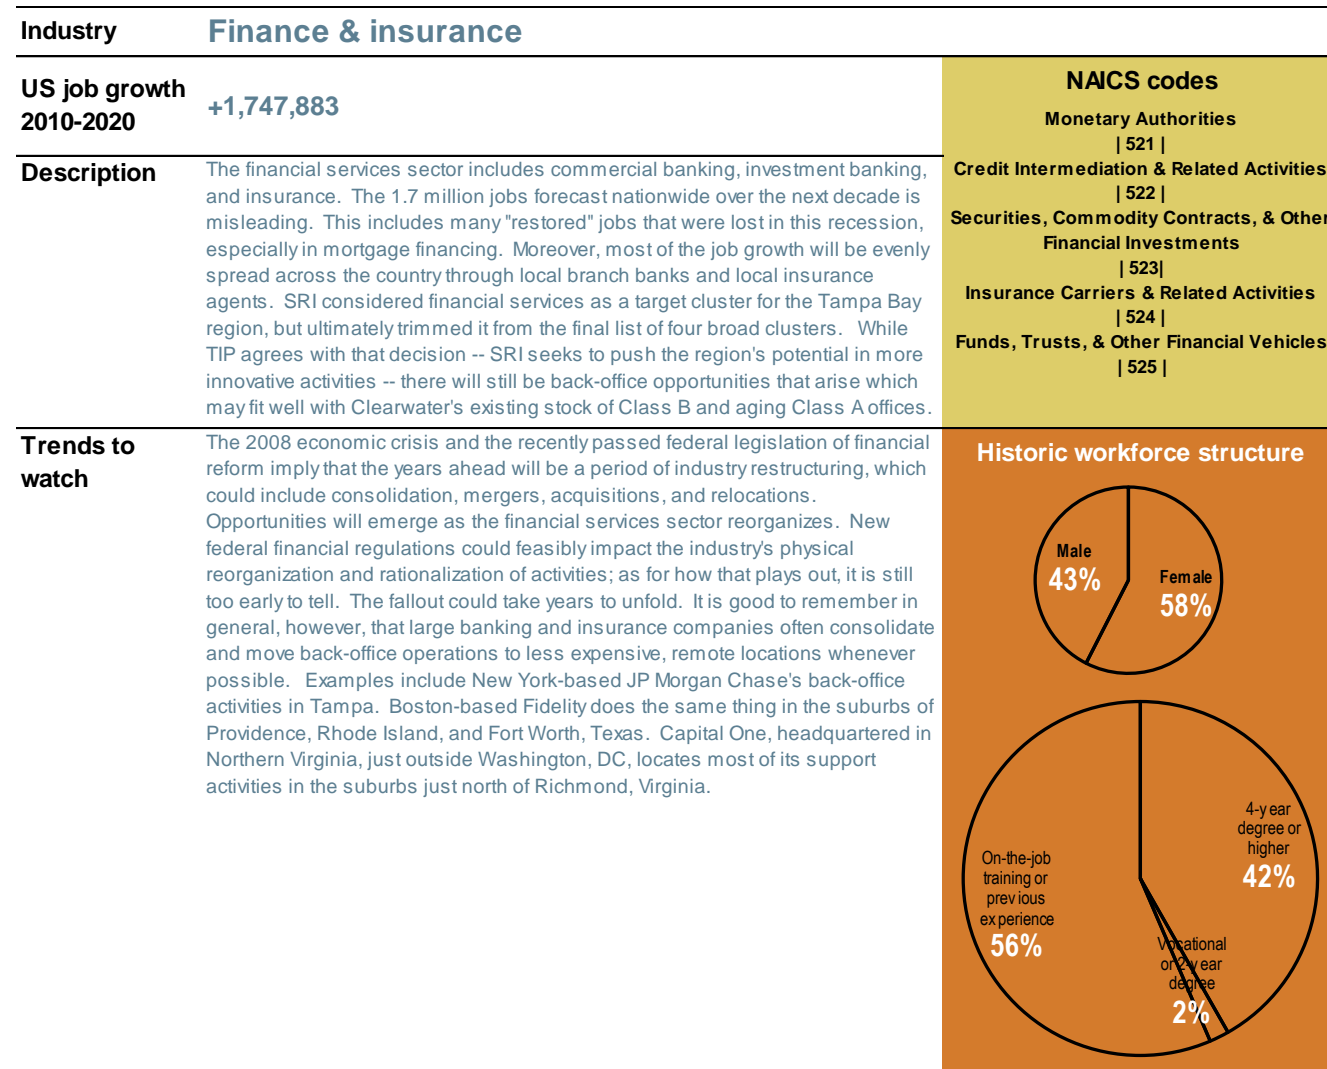 Industry
Finance & insurance
US job growth
2010-2020
+1,747,883
NAICS codes
Monetary Authorities
| 521 |
Credit Intermediation & Related Activities
| 522 |
Securities, Commodity Contracts, & Other
Financial Investments
| 523|
Insurance Carriers & Related Activities
| 524 |
Funds, Trusts, & Other Financial Vehicles
| 525 |
Description
The financial services sector includes commercial banking, investment banking,
and insurance.  The 1.7 million jobs forecast nationwide over the next decade is
misleading.  This includes many "restored" jobs that were lost in this recession,
especially in mortgage financing.  Moreover, most of the job growth will be evenly
spread across the country through local branch banks and local insurance
agents.  SRI considered financial services as a target cluster for the Tampa Bay
region, but ultimately trimmed it from the final list of four broad clusters.   While
TIP agrees with that decision -- SRI seeks to push the region's potential in more
innovative activities -- there will still be back-office opportunities that arise which
may fit well with Clearwater's existing stock of Class B and aging Class A offices.
Trends to
watch
The 2008 economic crisis and the recently passed federal legislation of financial
reform imply that the years ahead will be a period of industry restructuring, which
could include consolidation, mergers, acquisitions, and relocations.
Opportunities will emerge as the financial services sector reorganizes.  New
federal financial regulations could feasibly impact the industry's physical
reorganization and rationalization of activities; as for how that plays out, it is still
too early to tell.  The fallout could take years to unfold.  It is good to remember in
general, however, that large banking and insurance companies often consolidate
and move back-office operations to less expensive, remote locations whenever
possible.   Examples include New York-based JP Morgan Chase's back-office
activities in Tampa.  Boston-based Fidelity does the same thing in the suburbs of
Providence, Rhode Island, and Fort Worth, Texas.  Capital One, headquartered in
Northern Virginia, just outside Washington, DC, locates most of its support
activities in the suburbs just north of Richmond, Virginia.
Historic workforce structure
Male
43%
Female
58%
4-year
degree or
higher
42%
On-the-job
training or
previous
experience
56%
Vocational
or 2-year
degree
2%